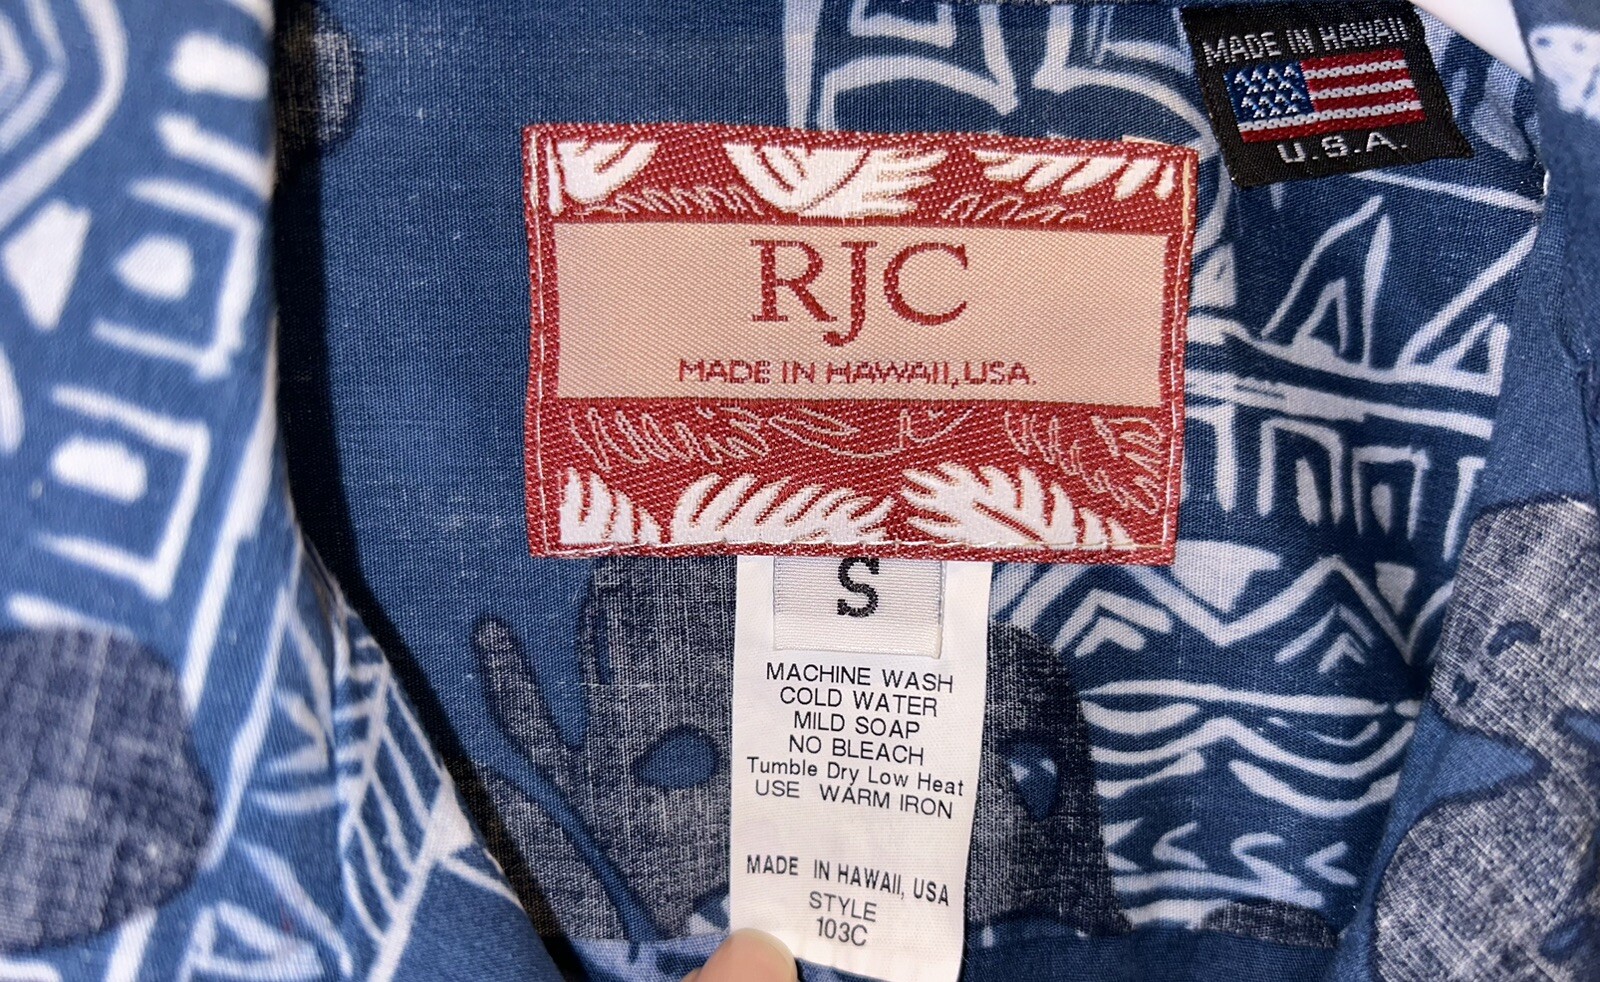 MADE IN HAWAII
U.S.A.
RJC
MADE IN HAWAII, USA.
S
MACHINE WASH
COLD WATER
MILD SOAP
NO BLEACH
Tumble Dry Low Heat
USE WARM IRON
MADE IN HAWAII, USA
STYLE
103C